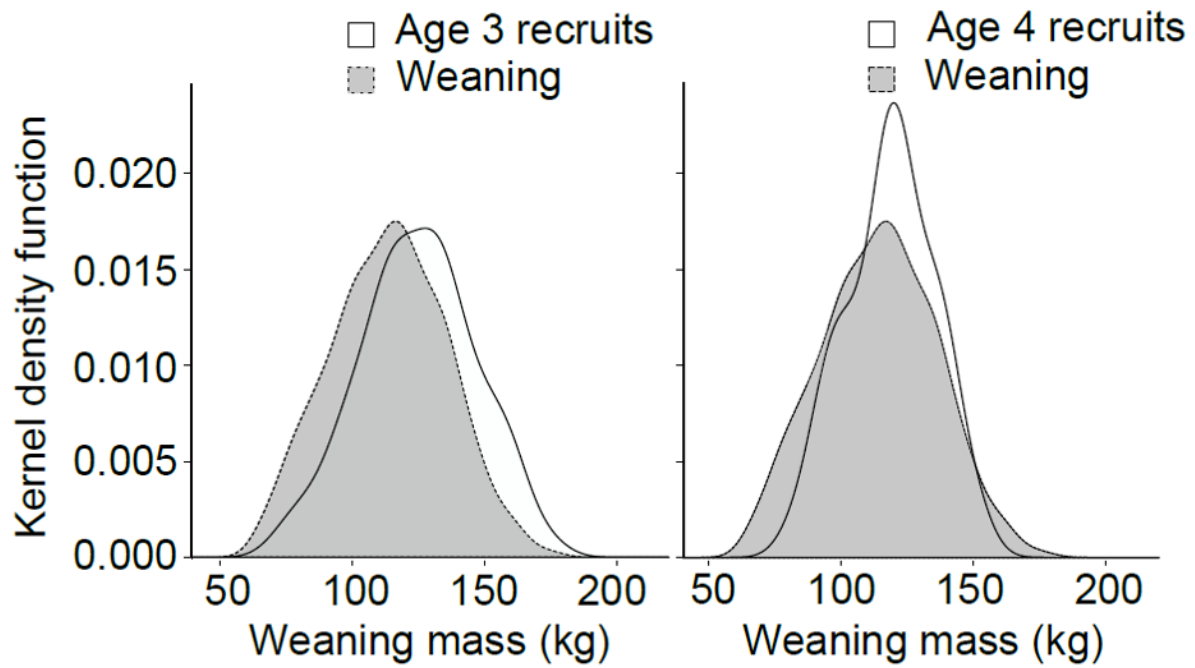 Age 3 recruits
Weaning
Age 4 recruits
Weaning
Kernel density function
0.020
0.015
0.010
0.005
0.000
50 100 150 200
50 100 150 200
Weaning mass (kg)
Weaning mass (kg)